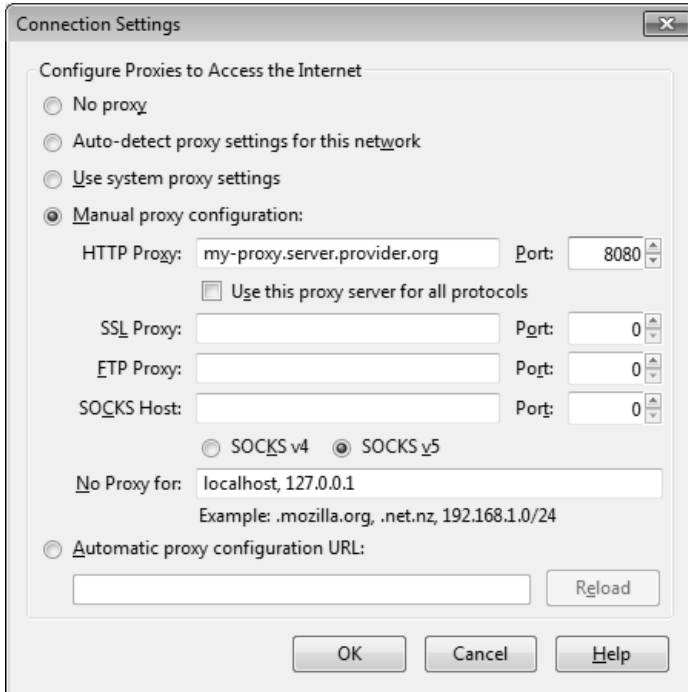 Connection Settings
Configure Proxies to Access the Internet
No proxy
Auto-detect proxy settings for this network
Use system proxy settings
Manual proxy configuration:
HTTP Proxy: my-proxy.server.provider.org Port: 8080
Use this proxy server for all protocols
SSL Proxy: Port: 0
FTP Proxy: Port: 0
SOCKS Host: Port: 0
SOCKS v4 SOCKS v5
No Proxy for: localhost, 127.0.0.1
Example: .mozilla.org, .net.nz, 192.168.1.0/24
Automatic proxy configuration URL:
Reload
OK Cancel Help